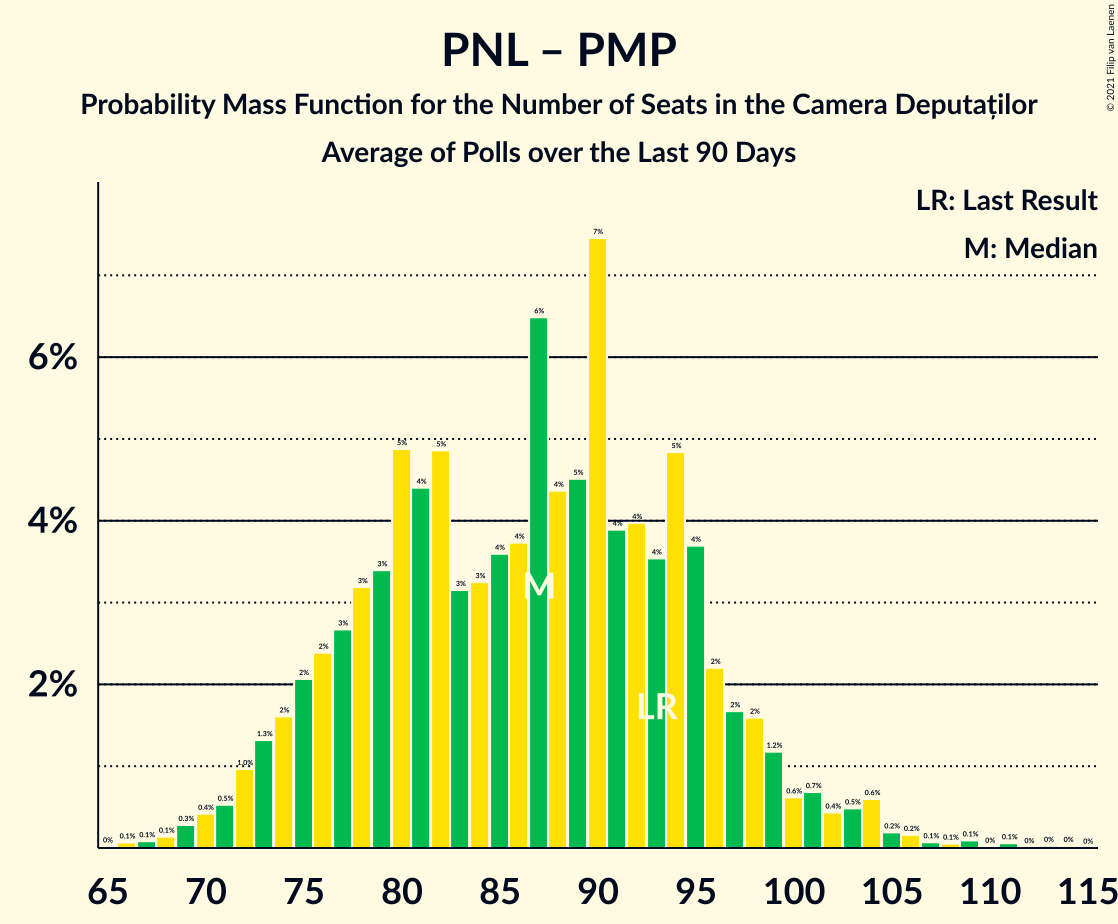 PNL – PMP
Probability Mass Function for the Number of Seats in the Camera Deputaților
Average of Polls over the Last 90 Days
© 2021 Filip van Laenen
LR: Last Result
M: Median
6%
4%
2%
0% 0.1% 0.1% 0.1% 0.3% 0.4% 0.5% 1.0% 1.3% 2% 2% 2% 3% 3% 3% 5% 4% 5% 3% 3% 4% 4% 6% 4% 5% 7% 4% 4% 4% 5% 4% 2% 2% 2% 1.2% 0.6% 0.7% 0.4% 0.5% 0.6% 0.2% 0.2% 0.1% 0.1% 0.1% 0% 0.1% 0% 0% 0% 0%
M
LR
65 70 75 80 85 90 95 100 105 110 115